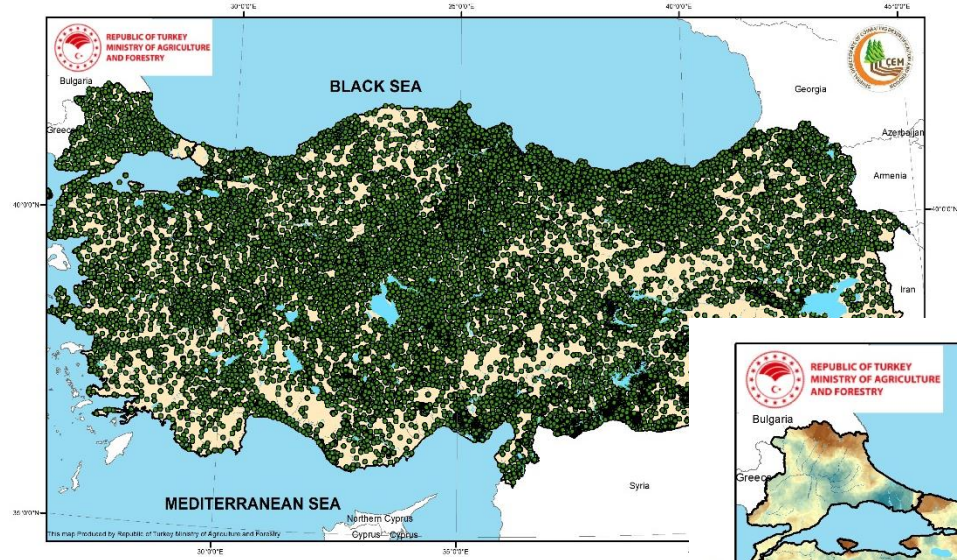 30°0'0"E
35°0'0"E
40°0'0"E
45°0'0"E
REPUBLIC OF TURKEY
MINISTRY OF AGRICULTURE
AND FORESTRY
ÇEM
Bulgaria
BLACK SEA
Georgia
Greece
Azerbaijan
Armenia
40°0'0"N
40°0'0"N
Iran
REPUBLIC OF TURKEY
MINISTRY OF AGRICULTURE
AND FORESTRY
Bulgaria
Greece
Syria
MEDITERRANEAN SEA
35°0'0"N
Northern Cyprus
Cyprus
Cyprus
This map Produced by Republic of Turkey Ministry of Agriculture and Forestry
30°0'0"E
35°0'0"E